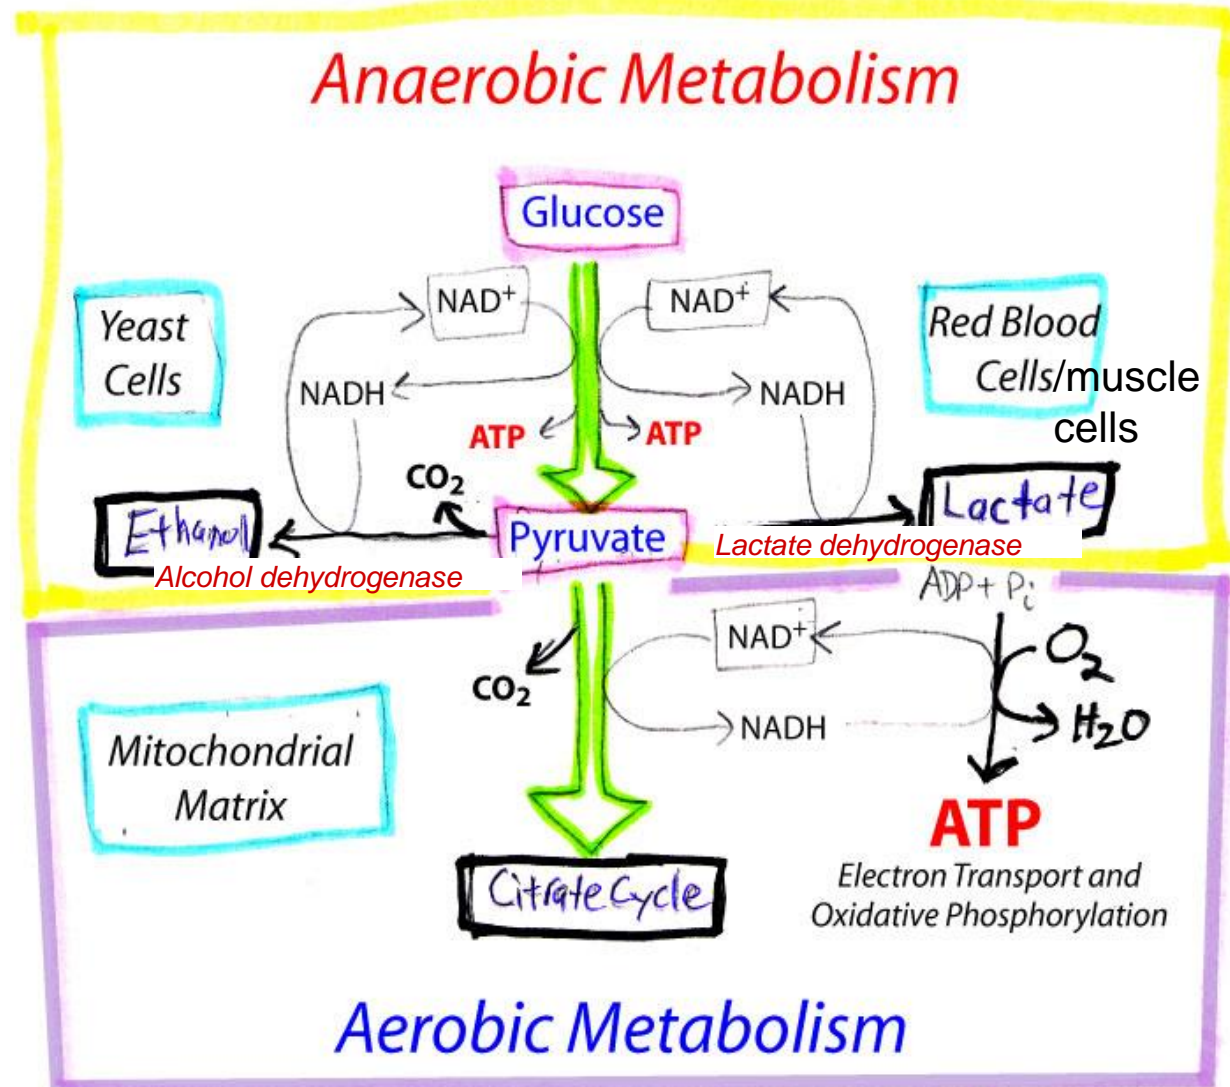 Anaerobic Metabolism
Glucose
Yeast
Cells
NAD⁺
NAD⁺
Red Blood
Cells/muscle
cells
NADH
NADH
ATP
ATP
CO₂
Ethanol
Pyruvate
Lactate
Alcohol dehydrogenase
Lactate dehydrogenase
ADP + Pᵢ
NAD⁺
O₂
CO₂
NADH
H₂O
Mitochondrial
Matrix
ATP
Electron Transport and
Oxidative Phosphorylation
Citrate Cycle
Aerobic Metabolism